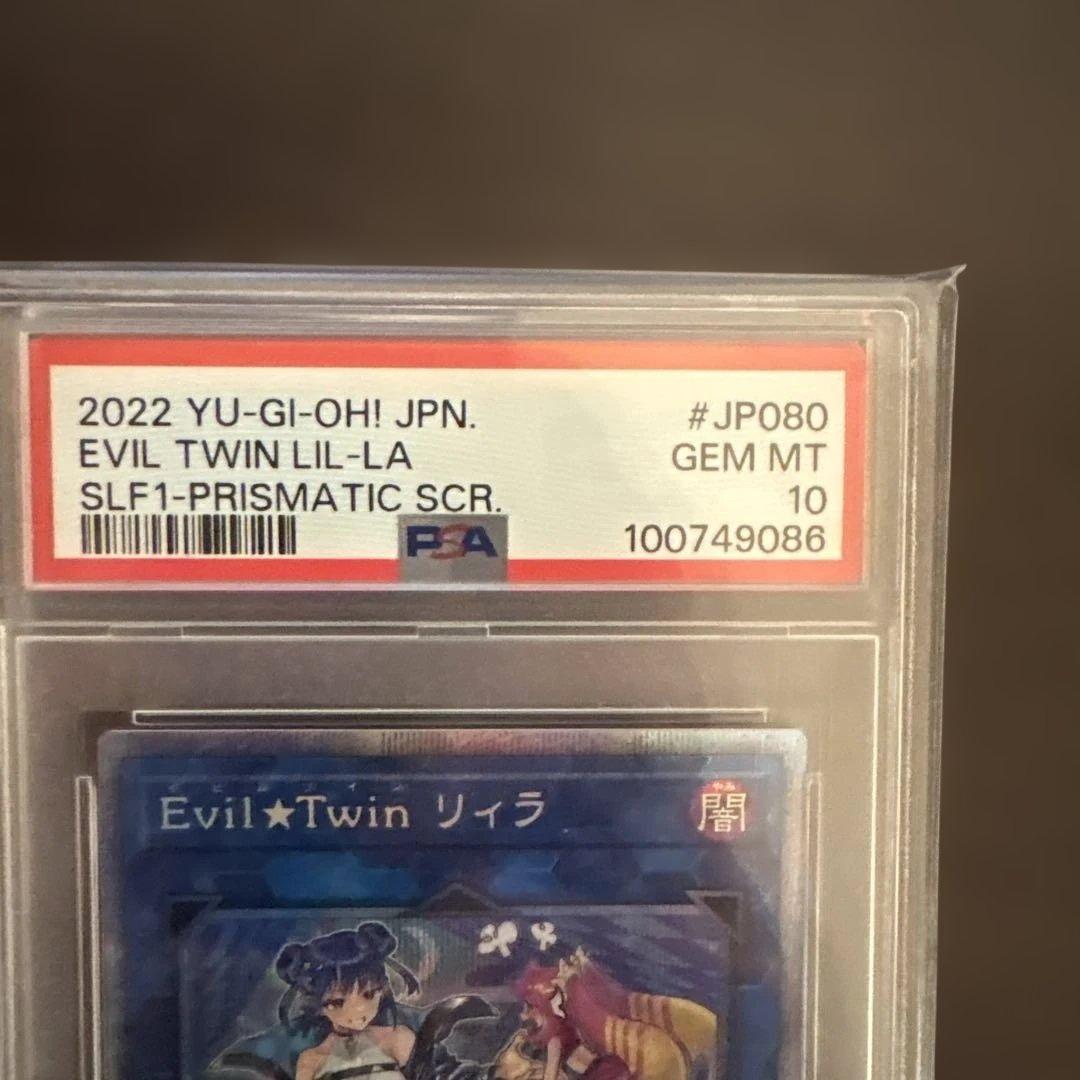 2022 YU-GI-OH! JPN. #JP080
EVIL TWIN LIL-LA GEM MT
SLF1-PRISMATIC SCR. 10
PSA 100749086
Evil★Twin リィラ 闇